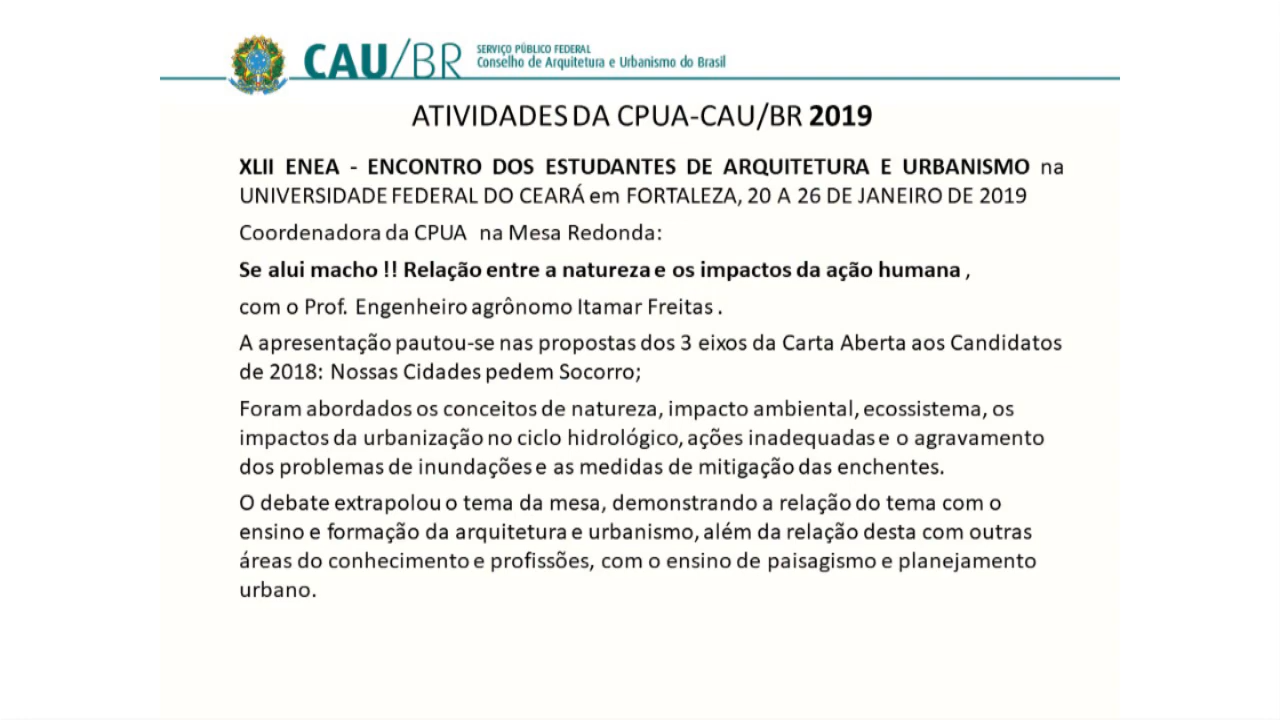 CAU/BR
SERVIÇO PÚBLICO FEDERAL
Conselho de Arquitetura e Urbanismo do Brasil
ATIVIDADES DA CPUA-CAU/BR 2019
XLII ENEA - ENCONTRO DOS ESTUDANTES DE ARQUITETURA E URBANISMO na
UNIVERSIDADE FEDERAL DO CEARÁ em FORTALEZA, 20 A 26 DE JANEIRO DE 2019
Coordenadora da CPUA na Mesa Redonda:
Se alui macho !! Relação entre a natureza e os impactos da ação humana ,
com o Prof. Engenheiro agrônomo Itamar Freitas .
A apresentação pautou-se nas propostas dos 3 eixos da Carta Aberta aos Candidatos
de 2018: Nossas Cidades pedem Socorro;
Foram abordados os conceitos de natureza, impacto ambiental, ecossistema, os
impactos da urbanização no ciclo hidrológico, ações inadequadas e o agravamento
dos problemas de inundações e as medidas de mitigação das enchentes.
O debate extrapolou o tema da mesa, demonstrando a relação do tema com o
ensino e formação da arquitetura e urbanismo, além da relação desta com outras
áreas do conhecimento e profissões, com o ensino de paisagismo e planejamento
urbano.